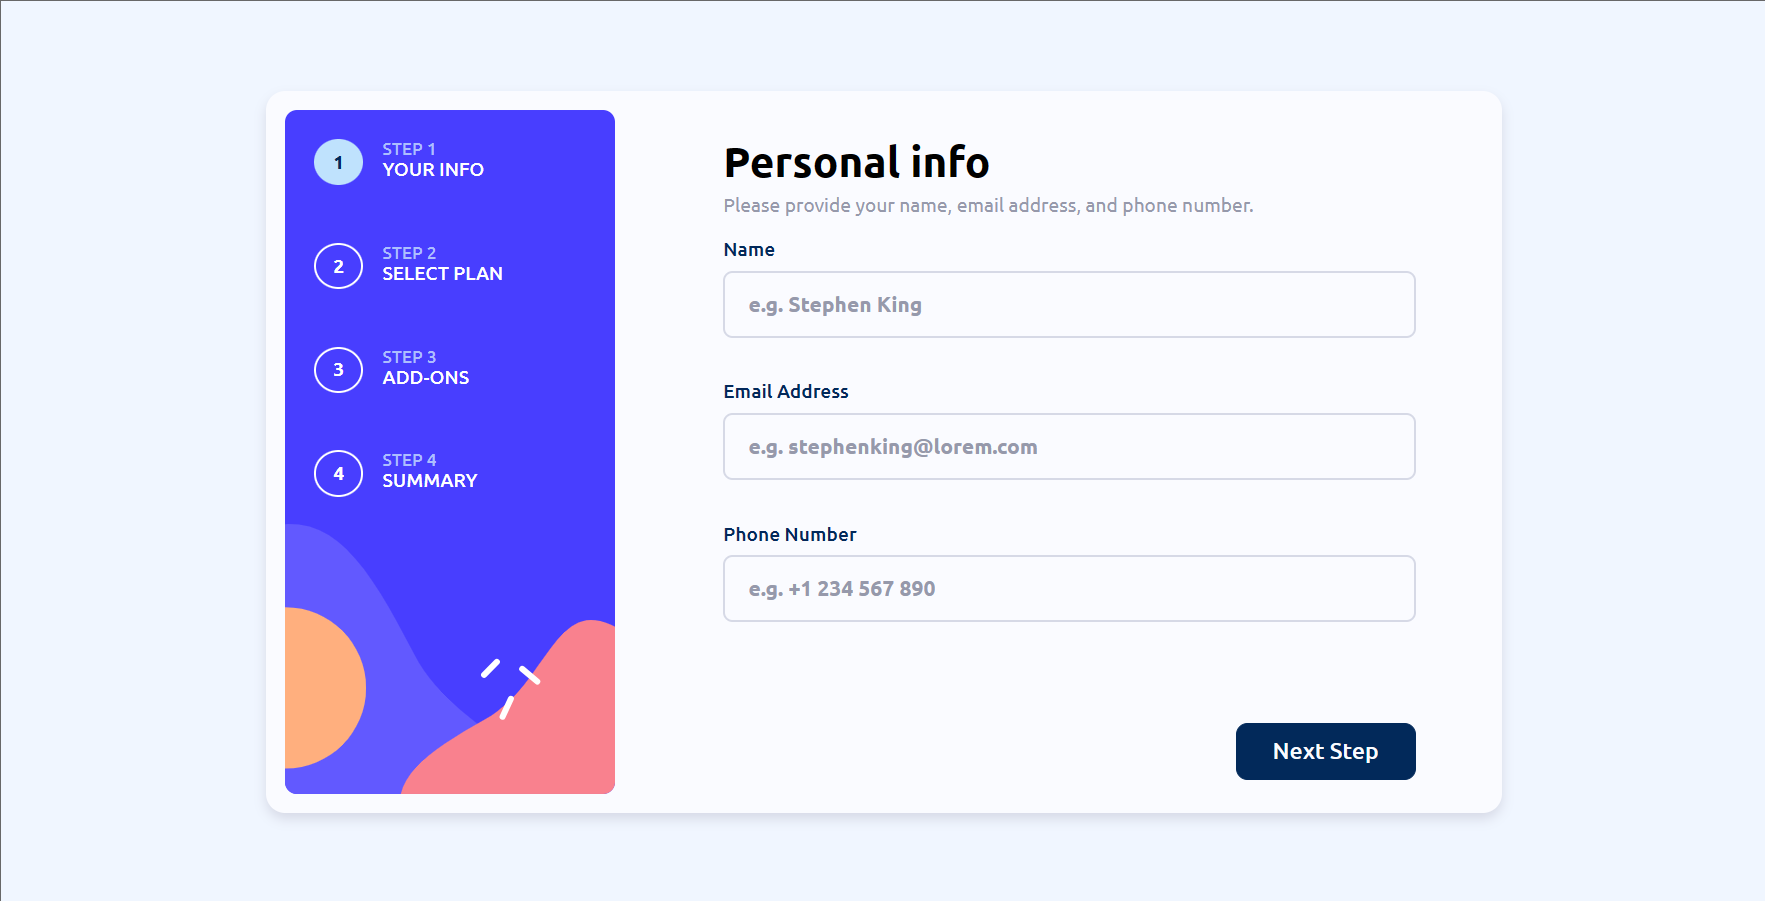 1
STEP 1
YOUR INFO
2
STEP 2
SELECT PLAN
3
STEP 3
ADD-ONS
4
STEP 4
SUMMARY
Personal info
Please provide your name, email address, and phone number.
Name
e.g. Stephen King
Email Address
e.g. stephenking@lorem.com
Phone Number
e.g. +1 234 567 890
Next Step